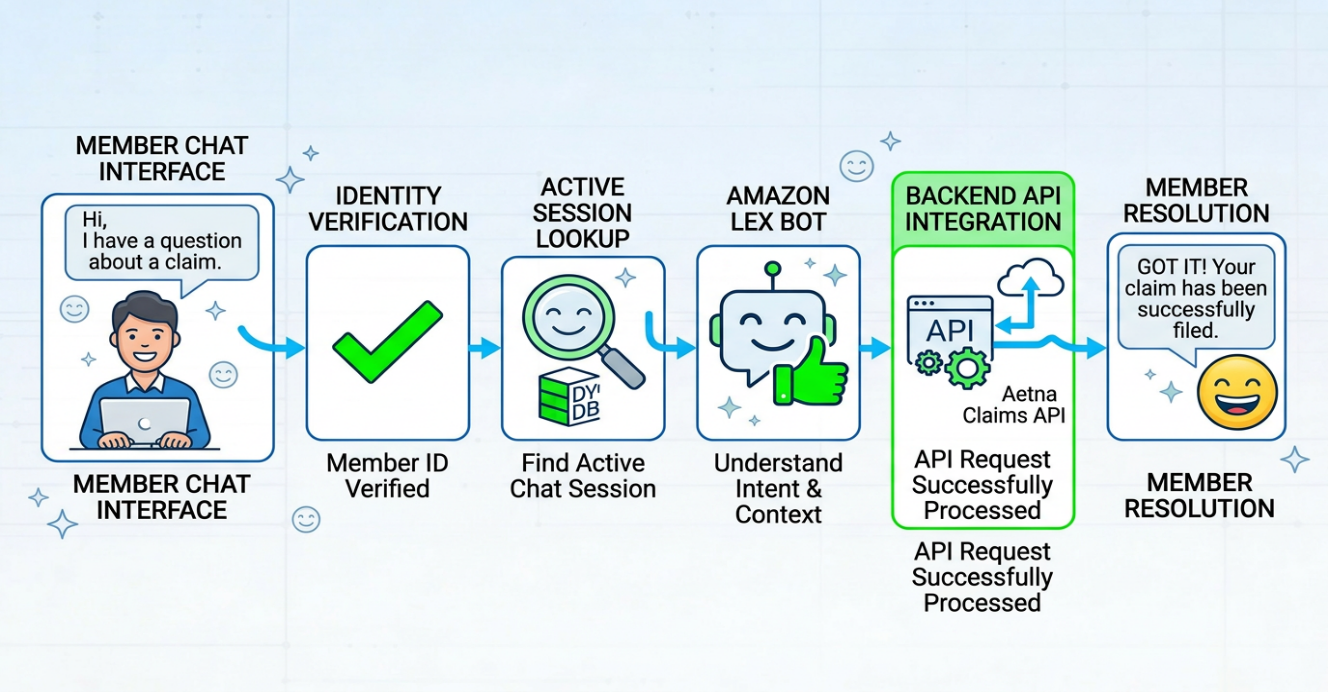 MEMBER CHAT
INTERFACE
Hi,
I have a question
about a claim.
MEMBER CHAT
INTERFACE
IDENTITY
VERIFICATION
Member ID
Verified
ACTIVE
SESSION
LOOKUP
DY
DB
Find Active
Chat Session
AMAZON
LEX BOT
Understand
Intent &
Context
BACKEND API
INTEGRATION
API
Aetna
Claims API
API Request
Successfully
Processed
API Request
Successfully
Processed
MEMBER
RESOLUTION
GOT IT! Your
claim has been
successfully
filed.
MEMBER
RESOLUTION